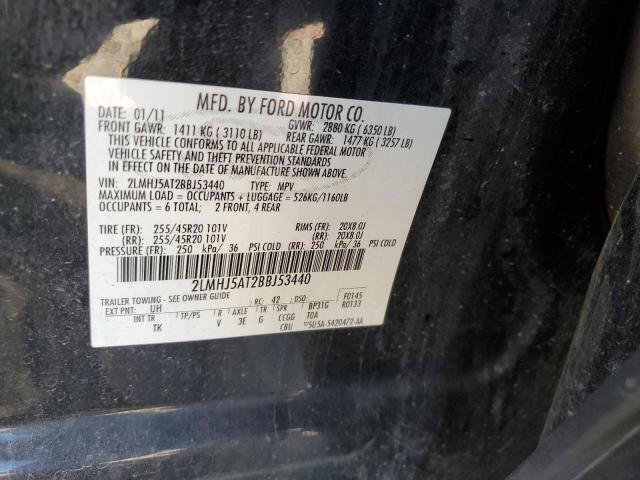 MFD. BY FORD MOTOR CO.
DATE: 01/11 GVWR: 2880 KG ( 6350 LB)
FRONT GAWR: 1411 KG ( 3110 LB) REAR GAWR: 1477 KG ( 3257 LB)
THIS VEHICLE CONFORMS TO ALL APPLICABLE FEDERAL MOTOR
VEHICLE SAFETY AND THEFT PREVENTION STANDARDS
IN EFFECT ON THE DATE OF MANUFACTURE SHOWN ABOVE.
VIN: 2LMHJ5AT2BBJ53440 TYPE: MPV
MAXIMUM LOAD = OCCUPANTS + LUGGAGE = 526KG/1160LB
OCCUPANTS = 6 TOTAL; 2 FRONT, 4 REAR
TIRE (FR): 255/45R20 101V RIMS (FR): 20X8.0J
(RR): 255/45R20 101V (RR): 20X8.0J
PRESSURE (FR): 250 kPa/ 36 PSI COLD (RR): 250 kPa/ 36 PSI COLD
2LMHJ5AT2BBJ53440
TRAILER TOWING - SEE OWNER GUIDE RC: 42 DSO: F0145
EXT PNT: UH BP31G R0133
INT TR TP/PS R AXLE TR SPR TOA
TK V 3E G CCGG
CBU 5U5A-5420472-AA